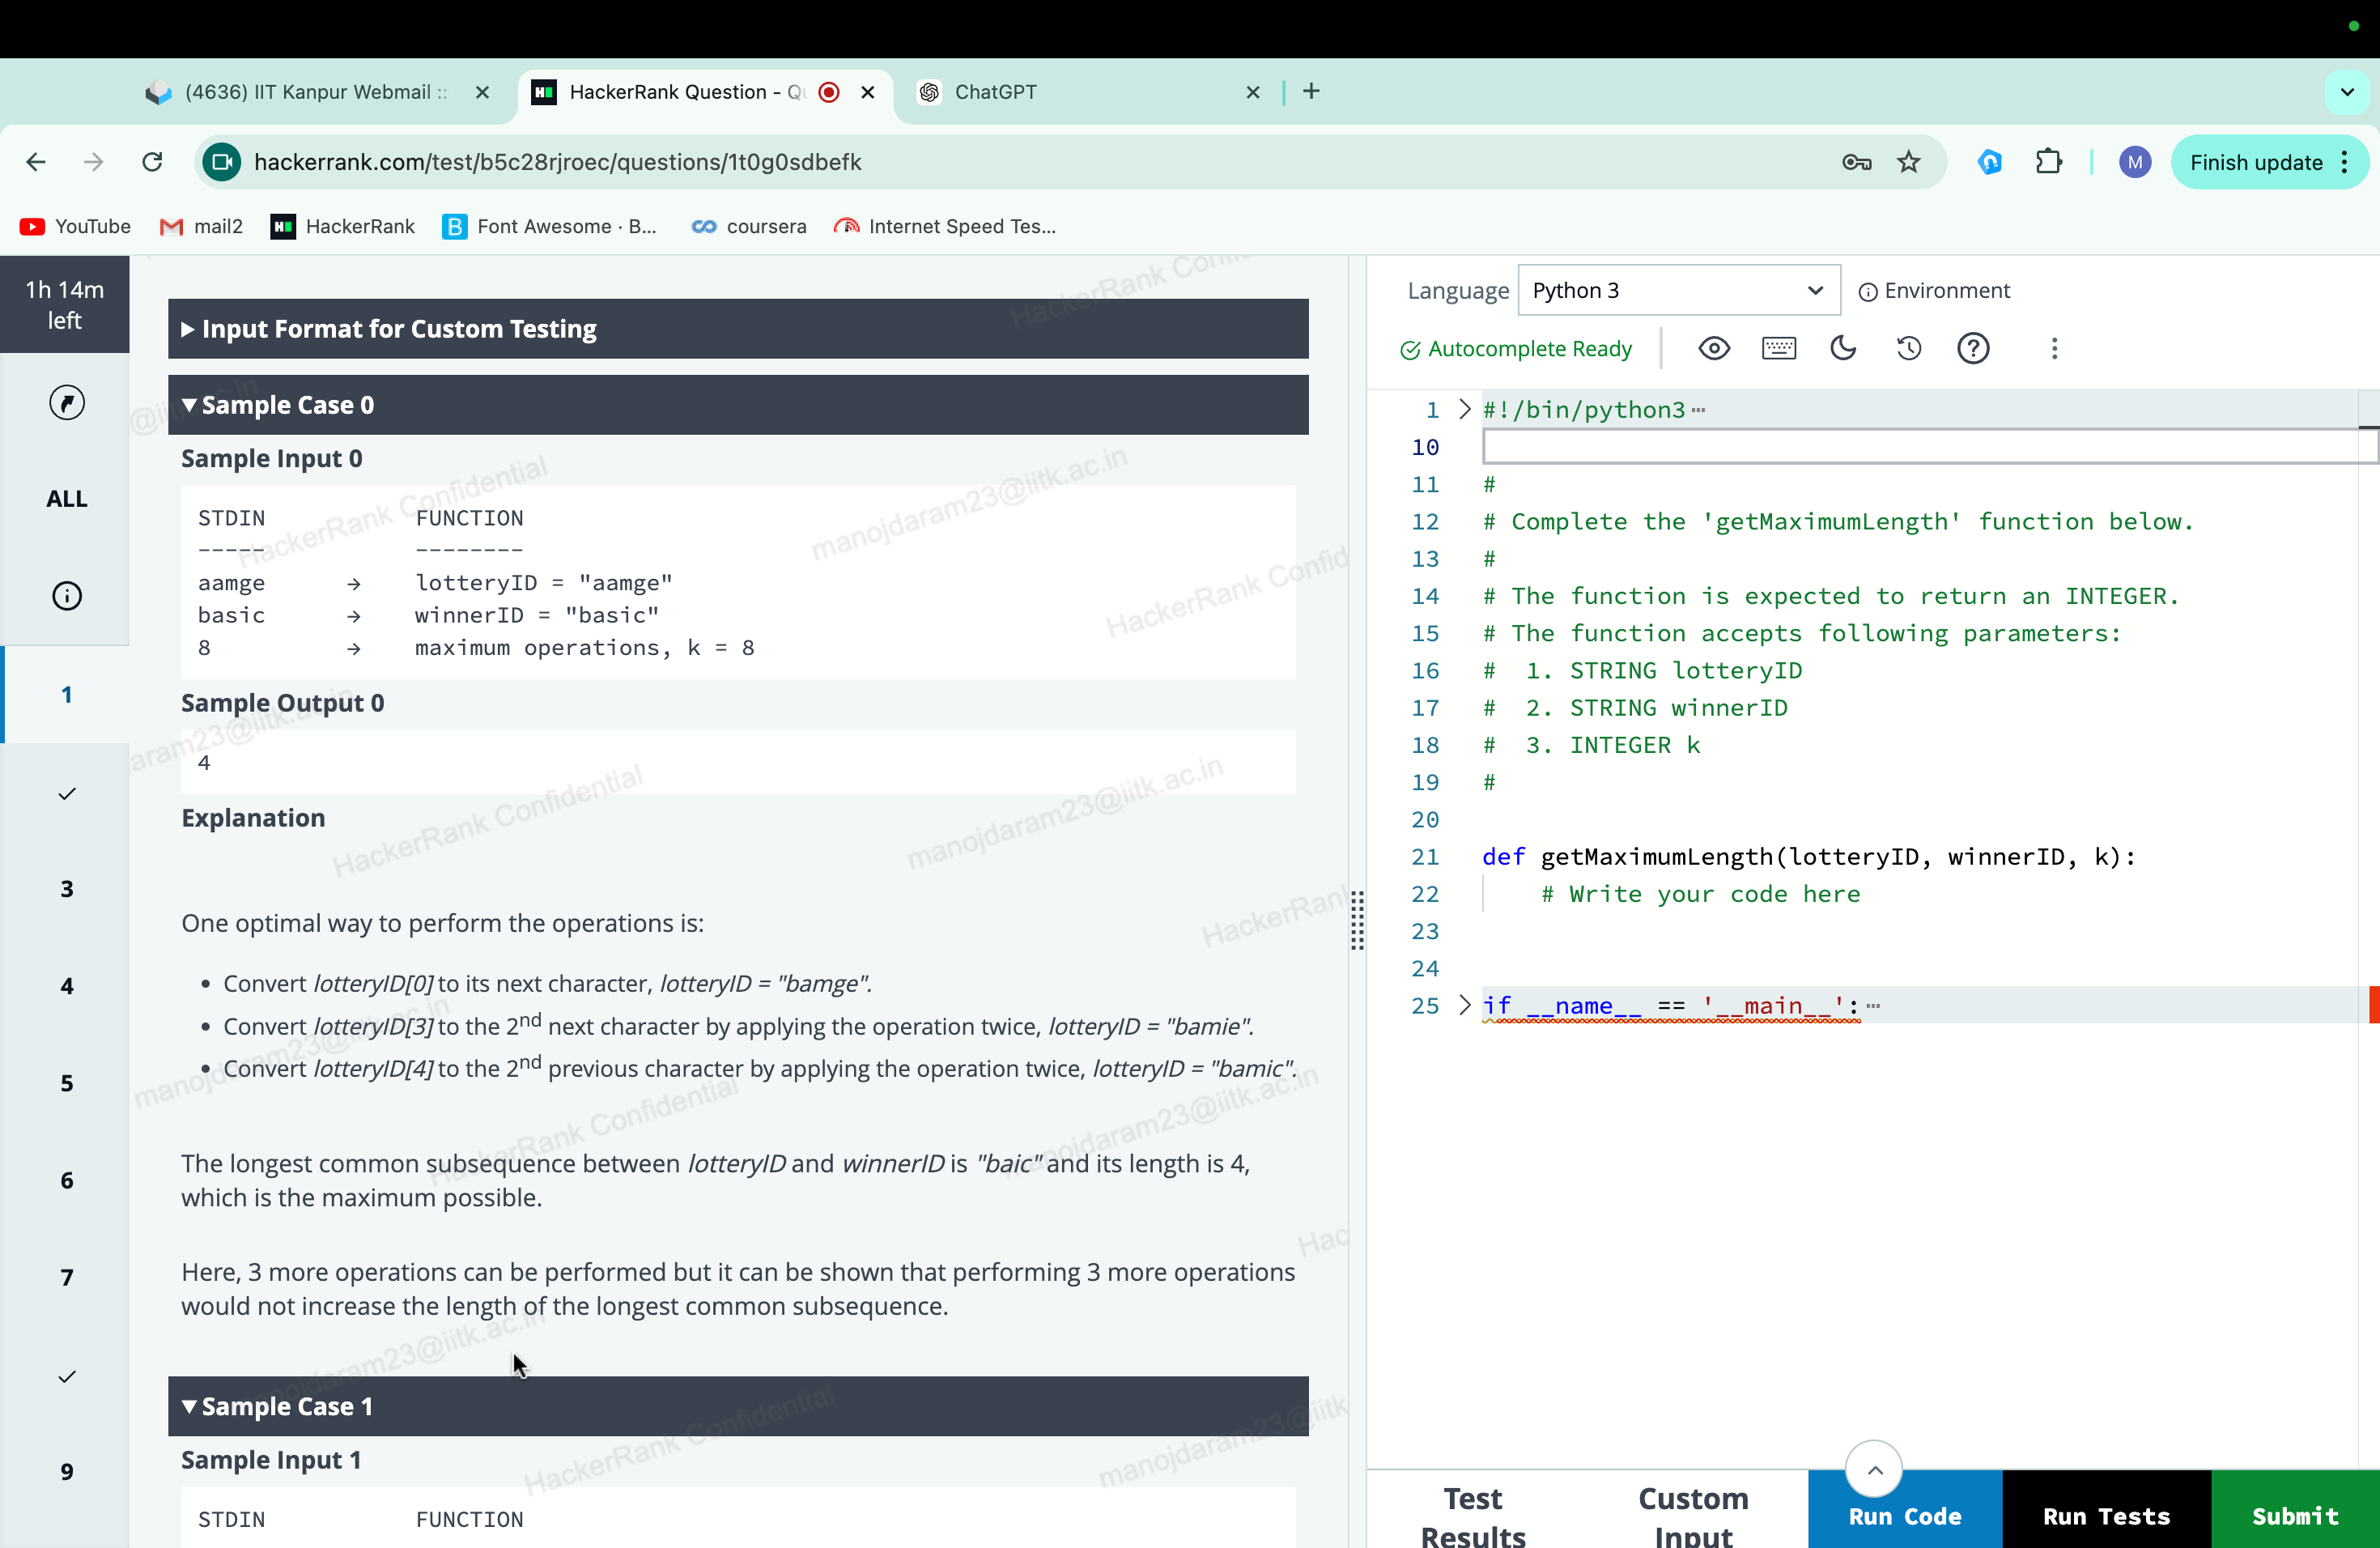 (4636) IIT Kanpur Webmail ::
HackerRank Question - Qu
ChatGPT
hackerrank.com/test/b5c28rjroec/questions/1t0g0sdbefk
M
Finish update
YouTube
mail2
HackerRank
Font Awesome · B...
coursera
Internet Speed Tes...
1h 14m
left
ALL
1
3
4
5
6
7
9
Input Format for Custom Testing
Sample Case 0
Sample Input 0
STDIN FUNCTION
----- --------
aamge → lotteryID = "aamge"
basic → winnerID = "basic"
8 → maximum operations, k = 8
Sample Output 0
4
Explanation
One optimal way to perform the operations is:
• Convert lotteryID[0] to its next character, lotteryID = "bamge".
• Convert lotteryID[3] to the 2nd next character by applying the operation twice, lotteryID = "bamie".
• Convert lotteryID[4] to the 2nd previous character by applying the operation twice, lotteryID = "bamic".
The longest common subsequence between lotteryID and winnerID is "baic" and its length is 4,
which is the maximum possible.
Here, 3 more operations can be performed but it can be shown that performing 3 more operations
would not increase the length of the longest common subsequence.
Sample Case 1
Sample Input 1
STDIN FUNCTION
HackerRank Confidential
manojdaram23@iitk.ac.in
Language Python 3 Environment
Autocomplete Ready
1 #!/bin/python3 ···
10
11 #
12 # Complete the 'getMaximumLength' function below.
13 #
14 # The function is expected to return an INTEGER.
15 # The function accepts following parameters:
16 # 1. STRING lotteryID
17 # 2. STRING winnerID
18 # 3. INTEGER k
19 #
20
21 def getMaximumLength(lotteryID, winnerID, k):
22 # Write your code here
23
24
25 if __name__ == '__main__': ···
Test
Results
Custom
Input
Run Code
Run Tests
Submit